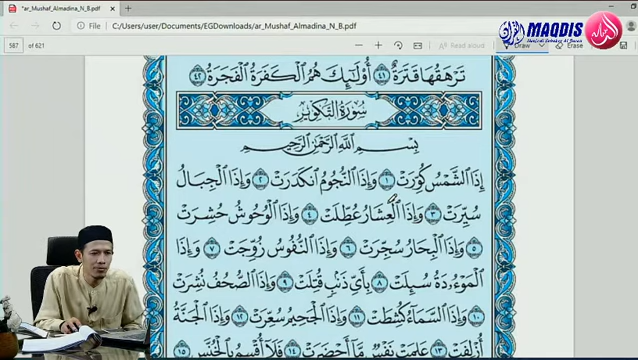 *ar_Mushaf_Almadina_N_B.pdf
File
C:/Users/user/Documents/EGDownloads/ar_Mushaf_Almadina_N_B.pdf
587 of 621
Read aloud
Draw
Erase
MAQDIS
تَرْهَقُهَا قَتَرَةٌ ٤١ أُوْلَٰٓئِكَ هُمُ ٱلْكَفَرَةُ ٱلْفَجَرَةُ ٤٢
سُورَةُ التَّكْوِيرِ
بِسْمِ ٱللَّهِ ٱلرَّحْمَٰنِ ٱلرَّحِيمِ
إِذَا ٱلشَّمْسُ كُوِّرَتْ ١ وَإِذَا ٱلنُّجُومُ ٱنكَدَرَتْ ٢ وَإِذَا ٱلْجِبَالُ
سُيِّرَتْ ٣ وَإِذَا ٱلْعِشَارُ عُطِّلَتْ ٤ وَإِذَا ٱلْوُحُوشُ حُشِرَتْ
٥ وَإِذَا ٱلْبِحَارُ سُجِّرَتْ ٦ وَإِذَا ٱلنُّفُوسُ زُوِّجَتْ ٧ وَإِذَا
ٱلْمَوْءُۥدَةُ سُئِلَتْ ٨ بِأَيِّ ذَنۢبٍ قُتِلَتْ ٩ وَإِذَا ٱلصُّحُفُ نُشِرَتْ
١٠ وَإِذَا ٱلسَّمَآءُ كُشِطَتْ ١١ وَإِذَا ٱلْجَحِيمُ سُعِّرَتْ ١٢ وَإِذَا ٱلْجَنَّةُ
أُزْلِفَتْ ١٣ عَلِمَتْ نَفْسٌ مَّآ أَحْضَرَتْ ١٤ فَلَآ أُقْسِمُ بِٱلْخُنَّسِ ١٥